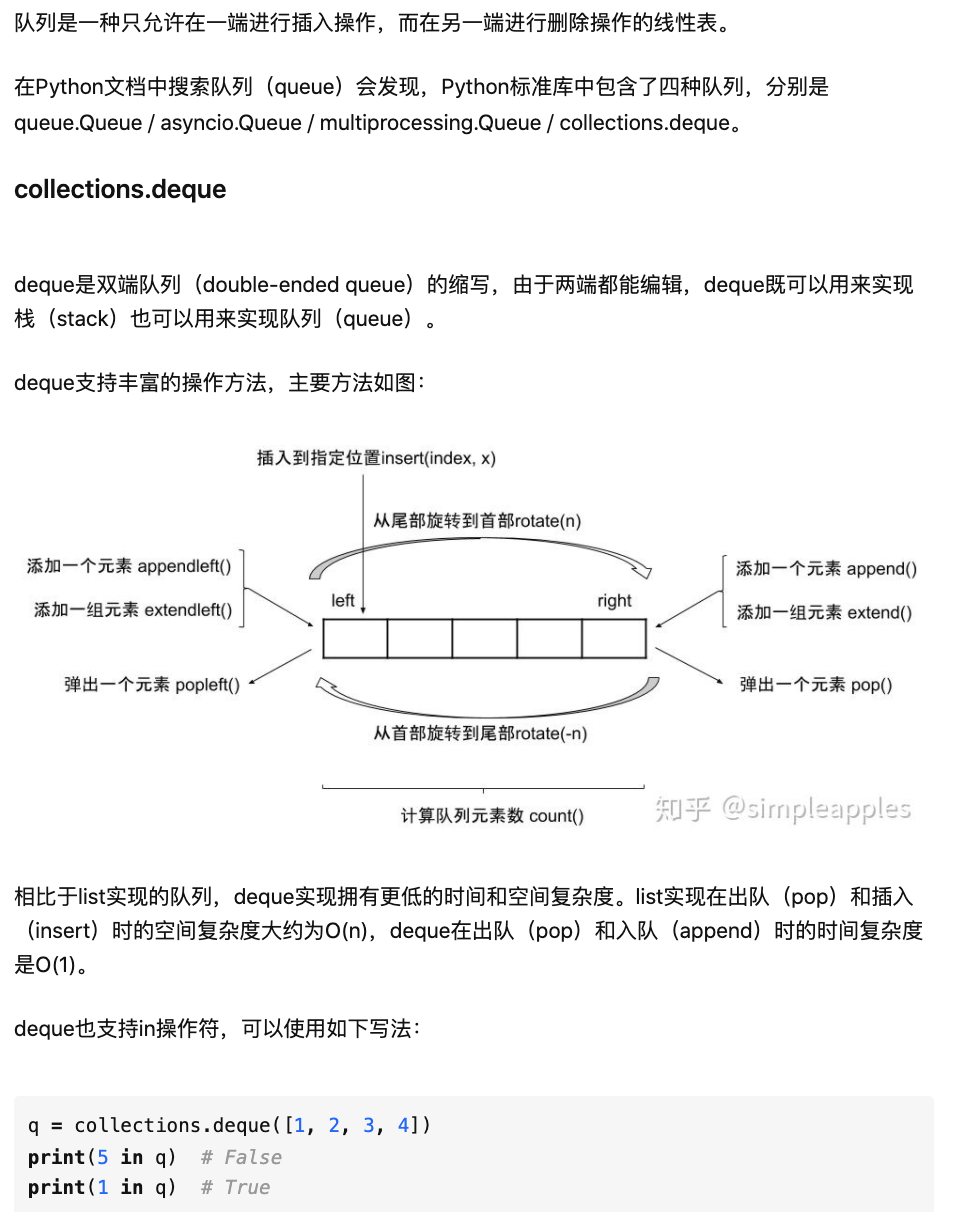 队列是一种只允许在一端进行插入操作，而在另一端进行删除操作的线性表。
在Python文档中搜索队列（queue）会发现，Python标准库中包含了四种队列，分别是
queue.Queue / asyncio.Queue / multiprocessing.Queue / collections.deque。
collections.deque
deque是双端队列（double-ended queue）的缩写，由于两端都能编辑，deque既可以用来实现
栈（stack）也可以用来实现队列（queue）。
deque支持丰富的操作方法，主要方法如图：
插入到指定位置insert(index, x)
从尾部旋转到首部rotate(n)
添加一个元素 appendleft()
添加一个元素 append()
left
right
添加一组元素 extendleft()
添加一组元素 extend()
弹出一个元素 popleft()
弹出一个元素 pop()
从首部旋转到尾部rotate(-n)
计算队列元素数 count()
知乎 @simpleapples
相比于list实现的队列，deque实现拥有更低的时间和空间复杂度。list实现在出队（pop）和插入
（insert）时的空间复杂度大约为O(n)，deque在出队（pop）和入队（append）时的时间复杂度
是O(1)。
deque也支持in操作符，可以使用如下写法：
q = collections.deque([1, 2, 3, 4])
print(5 in q)  # False
print(1 in q)  # True